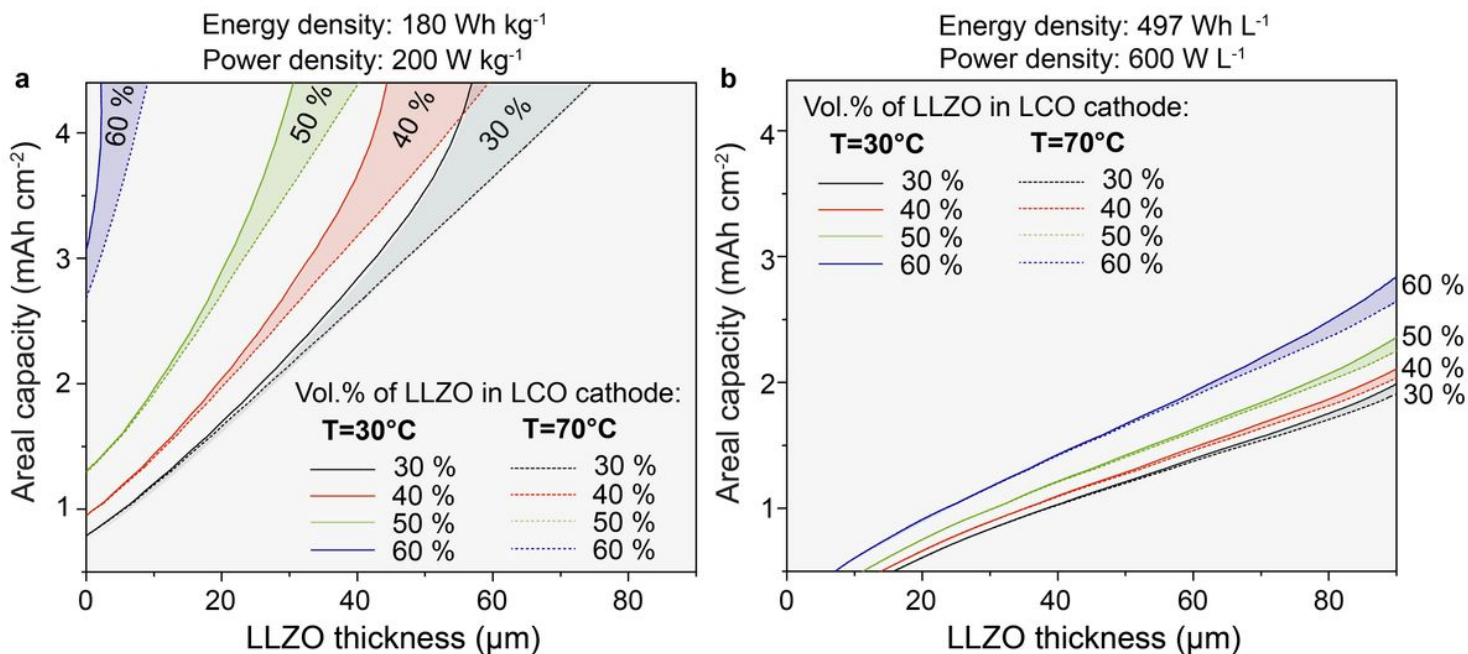 Energy density: 180 Wh kg⁻¹
Power density: 200 W kg⁻¹
a
60 %
50 %
40 %
30 %
Areal capacity (mAh cm⁻²)
4
3
2
1
Vol.% of LLZO in LCO cathode:
T=30°C T=70°C
30 % 30 %
40 % 40 %
50 % 50 %
60 % 60 %
0 20 40 60 80
LLZO thickness (µm)
Energy density: 497 Wh L⁻¹
Power density: 600 W L⁻¹
b
Vol.% of LLZO in LCO cathode:
T=30°C T=70°C
30 % 30 %
40 % 40 %
50 % 50 %
60 % 60 %
Areal capacity (mAh cm⁻²)
4
3
2
1
60 %
50 %
40 %
30 %
0 20 40 60 80
LLZO thickness (µm)